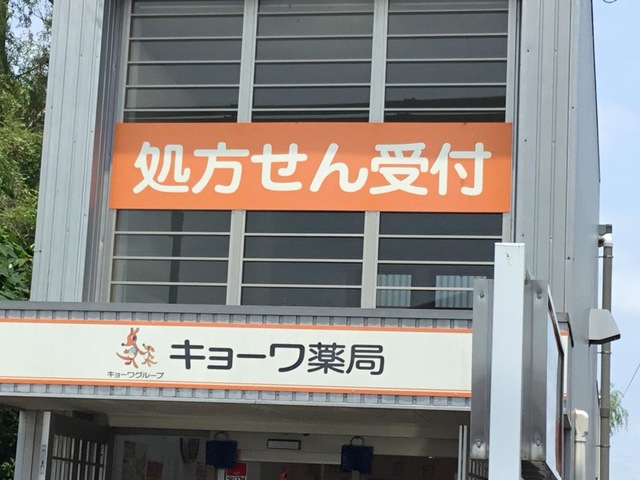 処方せん受付
キョーワ薬局
キョーワグループ